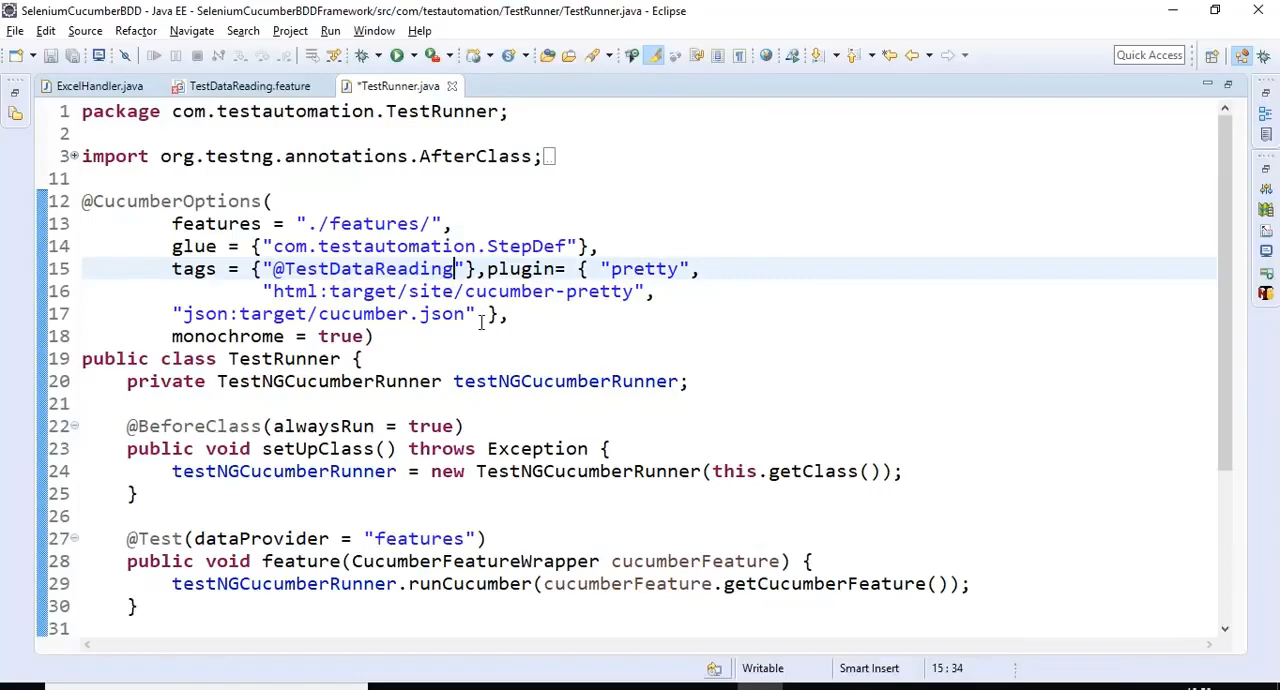 SeleniumCucumberBDD - Java EE - SeleniumCucumberBDDFramework/src/com/testautomation/TestRunner/TestRunner.java - Eclipse
File Edit Source Refactor Navigate Search Project Run Window Help
Quick Access
ExcelHandler.java TestDataReading.feature *TestRunner.java
1 package com.testautomation.TestRunner;
2
3 import org.testng.annotations.AfterClass;
11
12 @CucumberOptions(
13 features = "./features/",
14 glue = {"com.testautomation.StepDef"},
15 tags = {"@TestDataReading"},plugin= { "pretty",
16 "html:target/site/cucumber-pretty",
17 "json:target/cucumber.json" },
18 monochrome = true)
19 public class TestRunner {
20 private TestNGCucumberRunner testNGCucumberRunner;
21
22 @BeforeClass(alwaysRun = true)
23 public void setUpClass() throws Exception {
24 testNGCucumberRunner = new TestNGCucumberRunner(this.getClass());
25 }
26
27 @Test(dataProvider = "features")
28 public void feature(CucumberFeatureWrapper cucumberFeature) {
29 testNGCucumberRunner.runCucumber(cucumberFeature.getCucumberFeature());
30 }
31
Writable Smart Insert 15 : 34